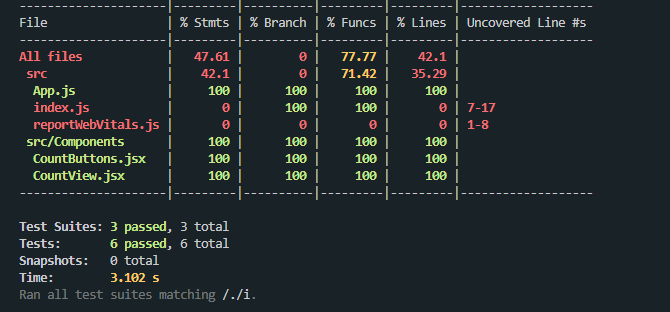 --------------------|---------|----------|---------|---------|-------------------
File                | % Stmts | % Branch | % Funcs | % Lines | Uncovered Line #s
--------------------|---------|----------|---------|---------|-------------------
All files           |   47.61 |        0 |   77.77 |    42.1 |
 src                |    42.1 |        0 |   71.42 |   35.29 |
  App.js            |     100 |      100 |     100 |     100 |
  index.js          |       0 |      100 |     100 |       0 | 7-17
  reportWebVitals.js |       0 |        0 |       0 |       0 | 1-8
 src/Components     |     100 |      100 |     100 |     100 |
  CountButtons.jsx  |     100 |      100 |     100 |     100 |
  CountView.jsx     |     100 |      100 |     100 |     100 |
--------------------|---------|----------|---------|---------|-------------------
Test Suites: 3 passed, 3 total
Tests:       6 passed, 6 total
Snapshots:   0 total
Time:        3.102 s
Ran all test suites matching /./i.